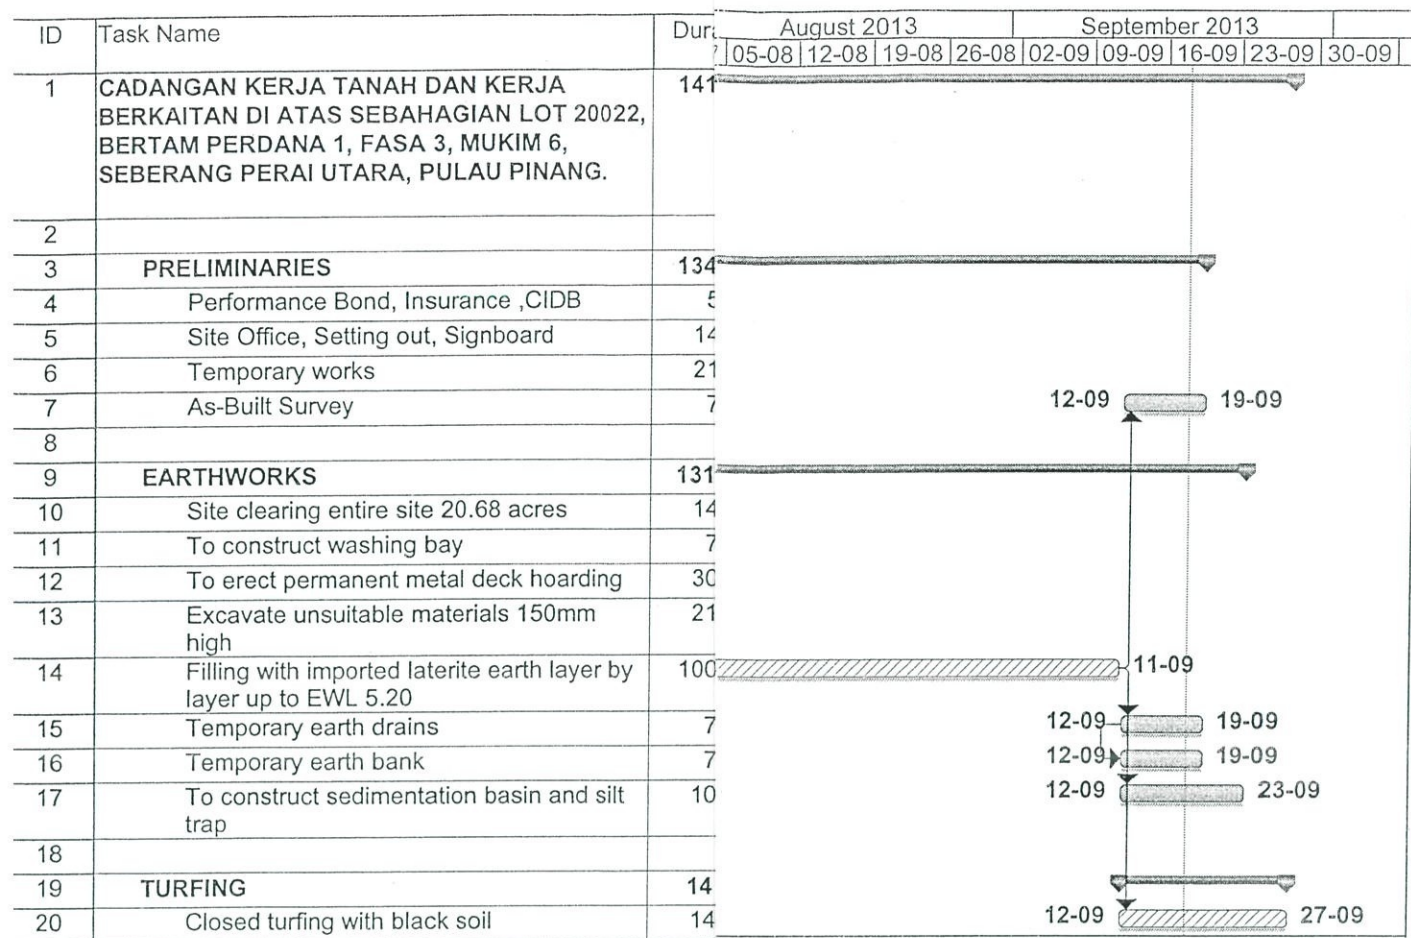 ID Task Name Dura August 2013 September 2013
05-08 12-08 19-08 26-08 02-09 09-09 16-09 23-09 30-09
1 CADANGAN KERJA TANAH DAN KERJA 141
BERKAITAN DI ATAS SEBAHAGIAN LOT 20022,
BERTAM PERDANA 1, FASA 3, MUKIM 6,
SEBERANG PERAI UTARA, PULAU PINANG.
2
3 PRELIMINARIES 134
4 Performance Bond, Insurance ,CIDB 5
5 Site Office, Setting out, Signboard 14
6 Temporary works 21
7 As-Built Survey 7 12-09 19-09
8
9 EARTHWORKS 131
10 Site clearing entire site 20.68 acres 14
11 To construct washing bay 7
12 To erect permanent metal deck hoarding 30
13 Excavate unsuitable materials 150mm 21
high
14 Filling with imported laterite earth layer by 100 11-09
layer up to EWL 5.20
15 Temporary earth drains 7 12-09 19-09
16 Temporary earth bank 7 12-09 19-09
17 To construct sedimentation basin and silt 10 12-09 23-09
trap
18
19 TURFING 14
20 Closed turfing with black soil 14 12-09 27-09